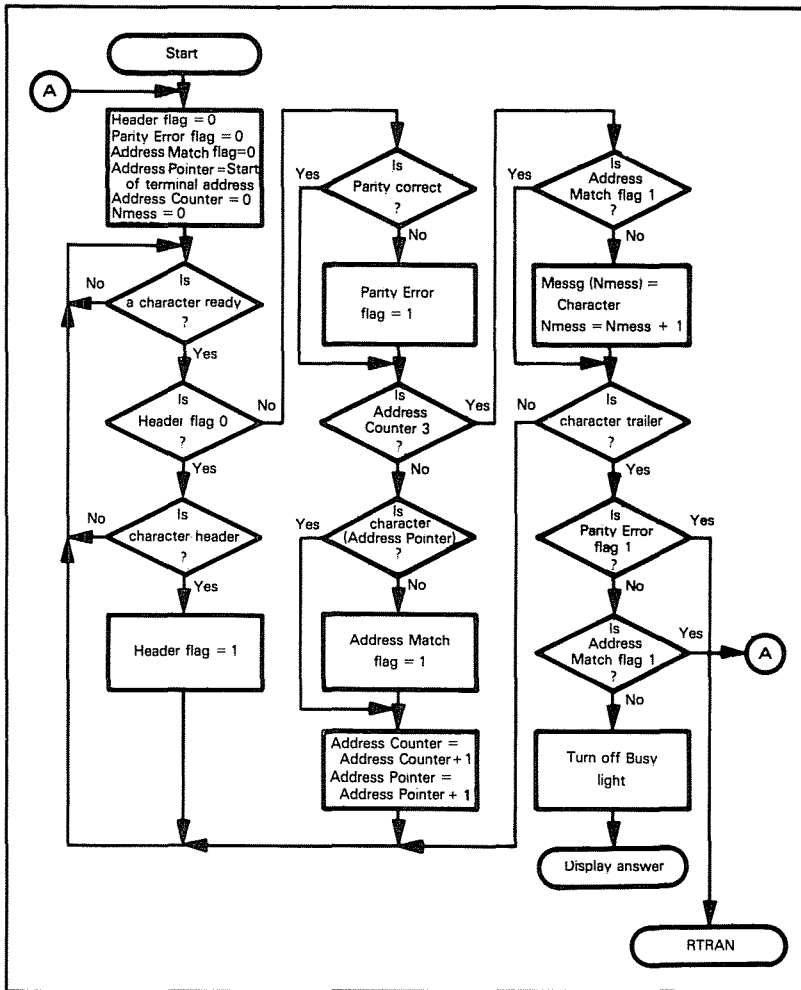 Start
A
Header flag = 0
Parity Error flag = 0
Address Match flag=0
Address Pointer=Start
of terminal address
Address Counter = 0
Nmess = 0
Is
a character ready
?
No
Yes
Is
Header flag 0
?
No
Yes
Is
character header
?
No
Yes
Header flag = 1
Is
Parity correct
?
Yes
No
Parity Error
flag = 1
Is
Address
Counter 3
?
Yes
No
Is
character
(Address Pointer)
?
Yes
No
Address Match
flag = 1
Address Counter =
Address Counter+1
Address Pointer =
Address Pointer + 1
Is
Address
Match flag 1
?
Yes
No
Messg (Nmess) =
Character
Nmess = Nmess + 1
Is
character trailer
?
No
Yes
Is
Parity Error
flag 1
?
Yes
No
Is
Address
Match flag 1
?
Yes
A
No
Turn off Busy
light
Display answer
RTRAN